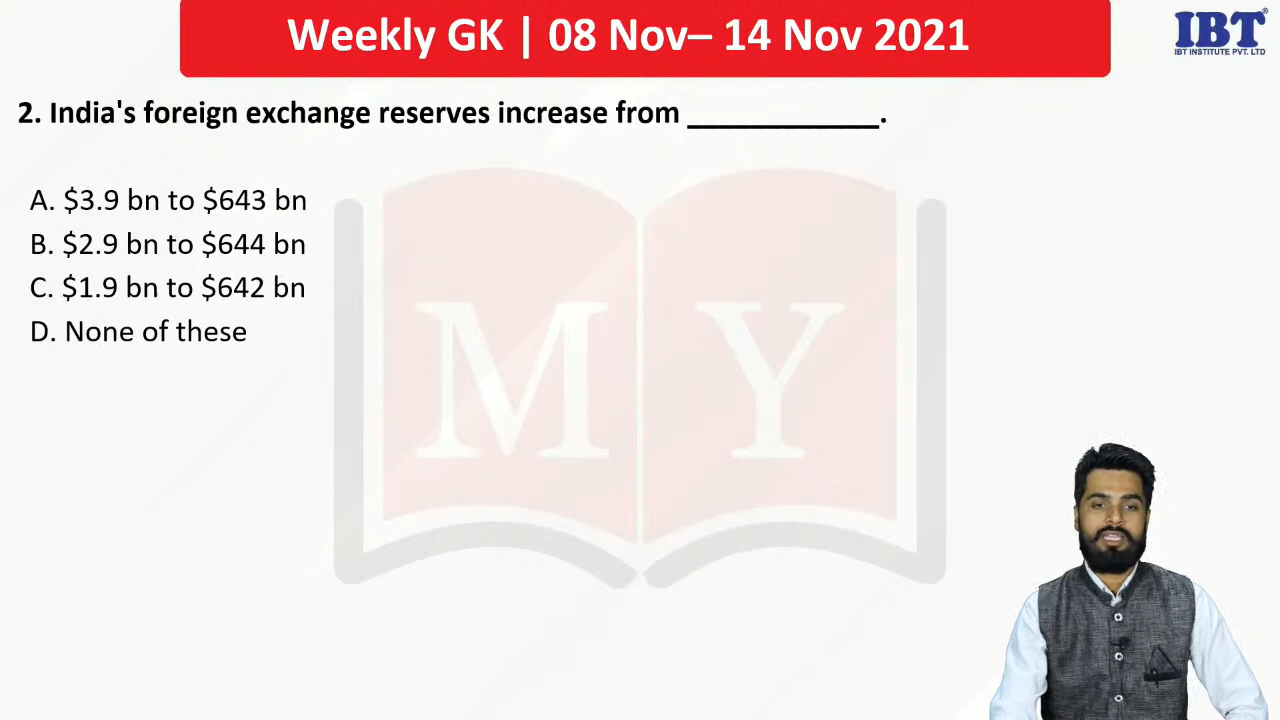 Weekly GK | 08 Nov– 14 Nov 2021
IBT®
IBT INSTITUTE PVT. LTD
2. India's foreign exchange reserves increase from ____________.
A. $3.9 bn to $643 bn
B. $2.9 bn to $644 bn
C. $1.9 bn to $642 bn
D. None of these
M Y